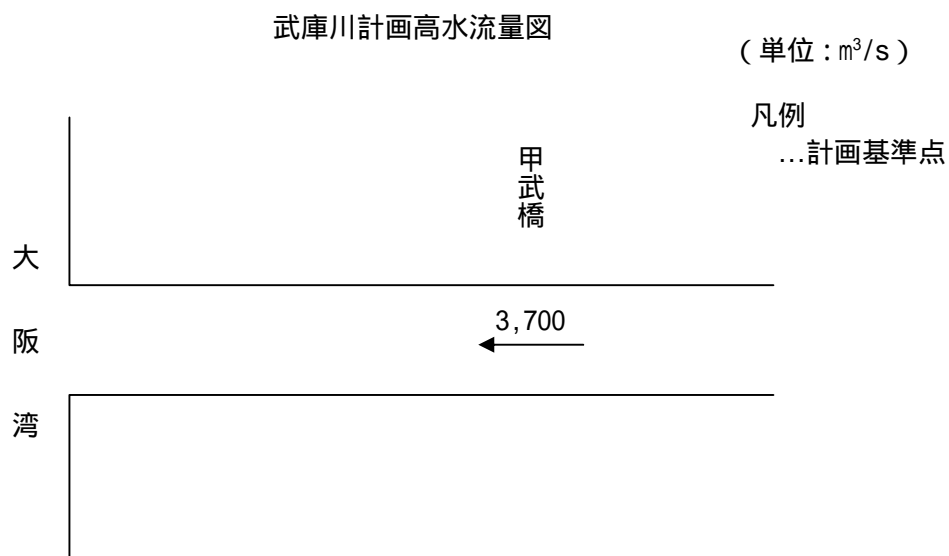 武庫川計画高水流量図
(単位:m³/s)
凡例
…計画基準点
甲武橋
大阪湾
3,700